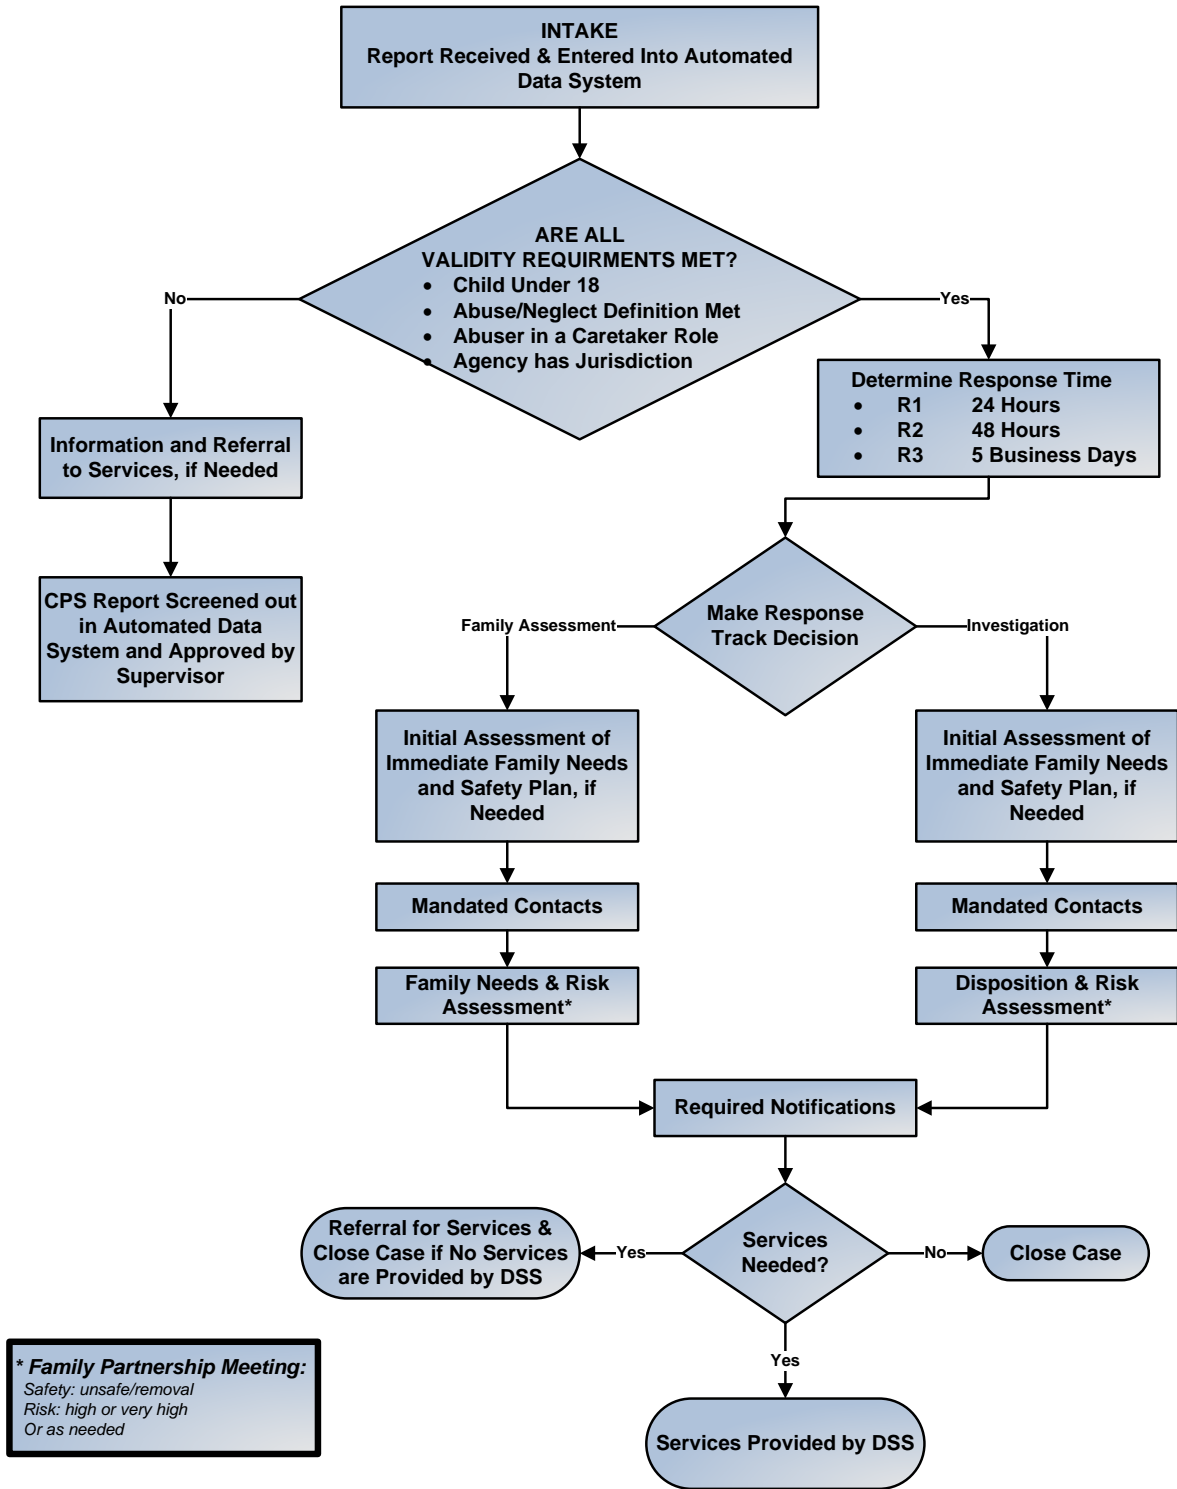 INTAKE
Report Received & Entered Into Automated
Data System
ARE ALL
VALIDITY REQUIRMENTS MET?
• Child Under 18
• Abuse/Neglect Definition Met
• Abuser in a Caretaker Role
• Agency has Jurisdiction
No
Yes
Information and Referral
to Services, if Needed
CPS Report Screened out
in Automated Data
System and Approved by
Supervisor
Determine Response Time
• R1 24 Hours
• R2 48 Hours
• R3 5 Business Days
Make Response
Track Decision
Family Assessment
Investigation
Initial Assessment of
Immediate Family Needs
and Safety Plan, if
Needed
Mandated Contacts
Family Needs & Risk
Assessment*
Initial Assessment of
Immediate Family Needs
and Safety Plan, if
Needed
Mandated Contacts
Disposition & Risk
Assessment*
Required Notifications
Services
Needed?
Yes
No
Referral for Services &
Close Case if No Services
are Provided by DSS
Close Case
Yes
Services Provided by DSS
* Family Partnership Meeting:
Safety: unsafe/removal
Risk: high or very high
Or as needed